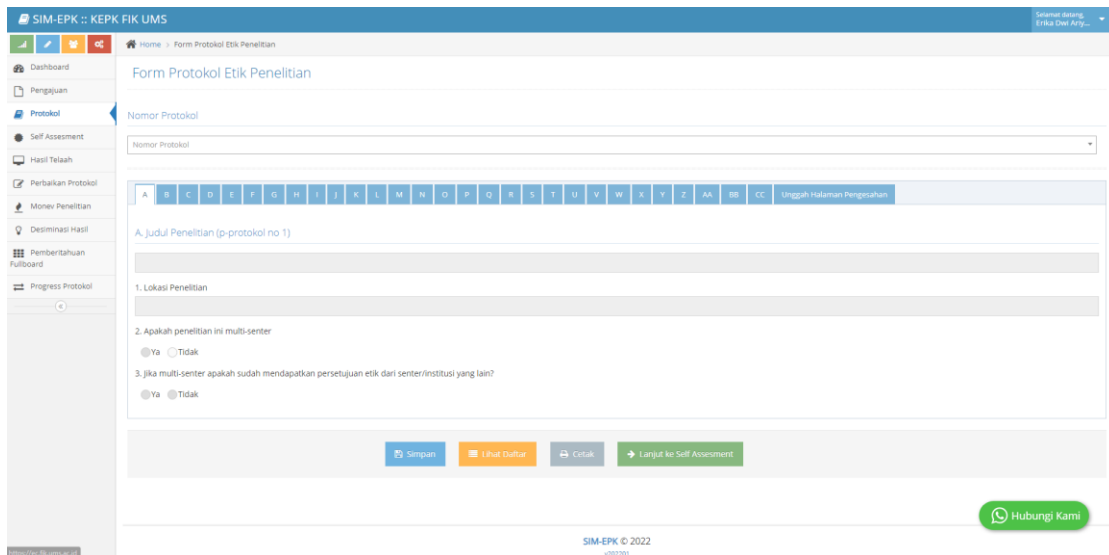 SIM-EPK :: KEPK FIK UMS
Selamat datang,
Erika Dwi Ariy...
Home > Form Protokol Etik Penelitian
Dashboard
Pengajuan
Protokol
Self Assesment
Hasil Telaah
Perbaikan Protokol
Monev Penelitian
Desiminasi Hasil
Pemberitahuan
Fullboard
Progress Protokol
Form Protokol Etik Penelitian
Nomor Protokol
Nomor Protokol
A B C D E F G H I J K L M N O P Q R S T U V W X Y Z AA BB CC Unggah Halaman Pengesahan
A. Judul Penelitian (p-protokol no 1)
1. Lokasi Penelitian
2. Apakah penelitian ini multi-senter
Ya Tidak
3. Jika multi-senter apakah sudah mendapatkan persetujuan etik dari senter/institusi yang lain?
Ya Tidak
Simpan Lihat Daftar Cetak Lanjut ke Self Assesment
Hubungi Kami
SIM-EPK © 2022